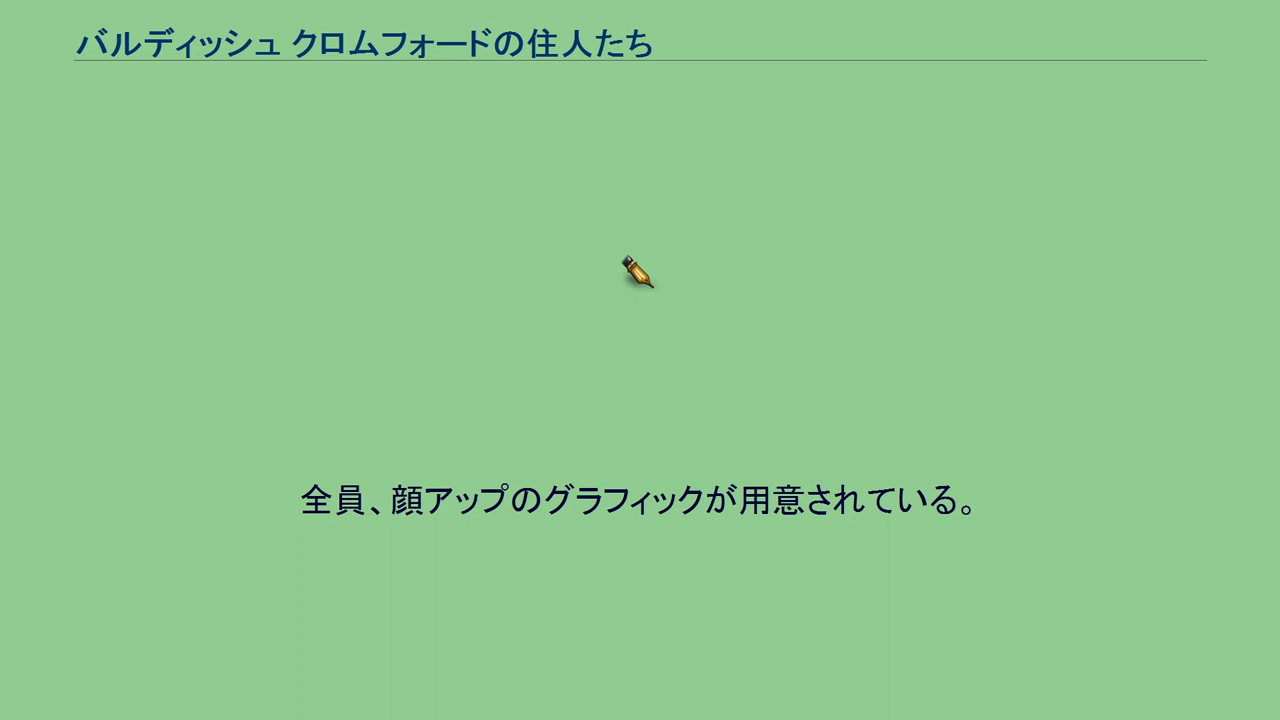 バルディッシュ クロムフォードの住人たち
全員、顔アップのグラフィックが用意されている。